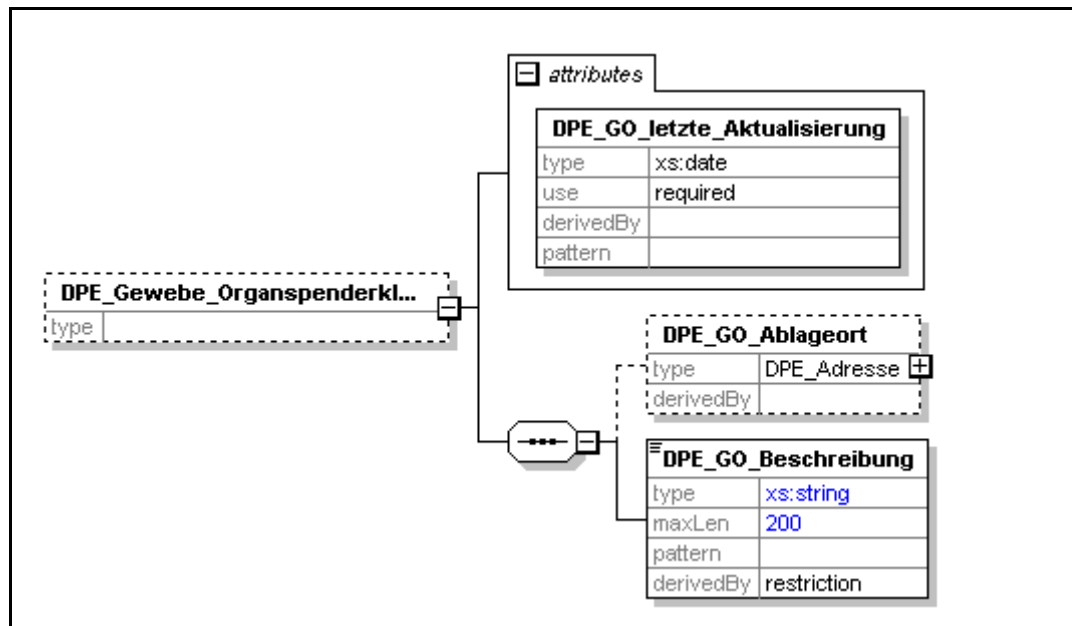 attributes
DPE_GO_letzte_Aktualisierung
type xs:date
use required
derivedBy
pattern
DPE_Gewebe_Organspenderkl...
type
DPE_GO_Ablageort
type DPE_Adresse
derivedBy
DPE_GO_Beschreibung
type xs:string
maxLen 200
pattern
derivedBy restriction